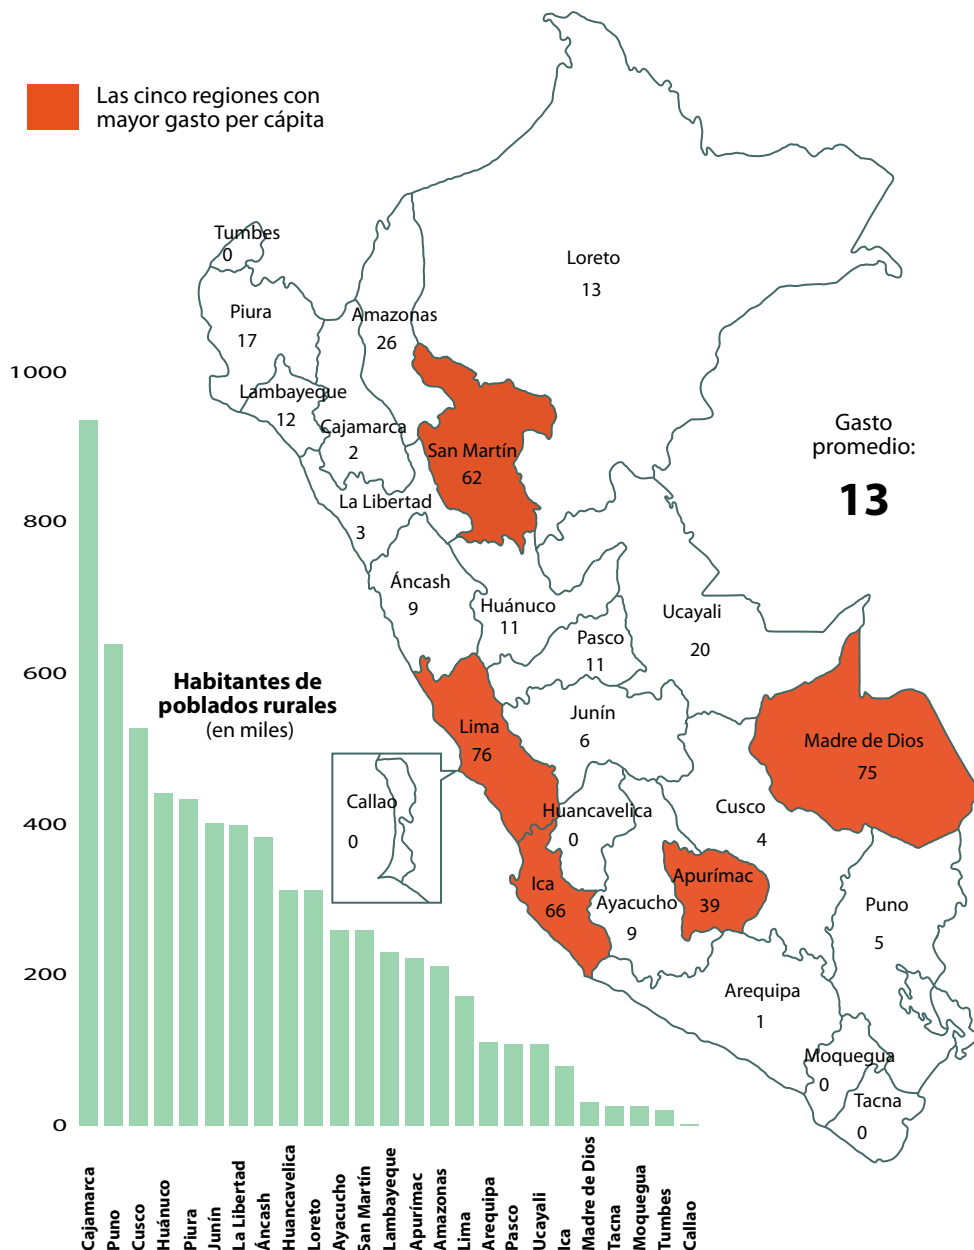 Las cinco regiones con
mayor gasto per cápita
Tumbes
0
Loreto
13
Piura
17
Amazonas
26
Lambayeque
12
Cajamarca
2
San Martín
62
Gasto
promedio:
13
La Libertad
3
Áncash
9
Huánuco
11
Pasco
11
Ucayali
20
Lima
76
Junín
6
Madre de Dios
75
Callao
0
Huancavelica
0
Cusco
4
Ica
66
Ayacucho
9
Apurímac
39
Puno
5
Arequipa
1
Moquegua
0
Tacna
0
Habitantes de
poblados rurales
(en miles)
1000
800
600
400
200
0
Cajamarca
Puno
Cusco
Huánuco
Piura
Junín
La Libertad
Áncash
Huancavelica
Loreto
Ayacucho
San Martín
Lambayeque
Apurímac
Amazonas
Lima
Arequipa
Pasco
Ucayali
Ica
Madre de Dios
Tacna
Moquegua
Tumbes
Callao